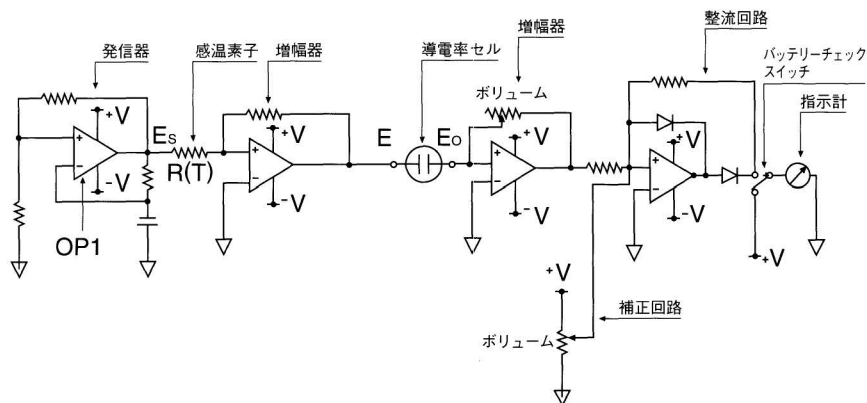 発信器
感温素子
増幅器
導電率セル
増幅器
整流回路
バッテリーチェック
スイッチ
指示計
ボリューム
+V
+
−
−V
OP1
ES
R(T)
+V
+
−
−V
E
EO
+V
+
−
−V
+V
+
−
−V
+V
+V
ボリューム
補正回路